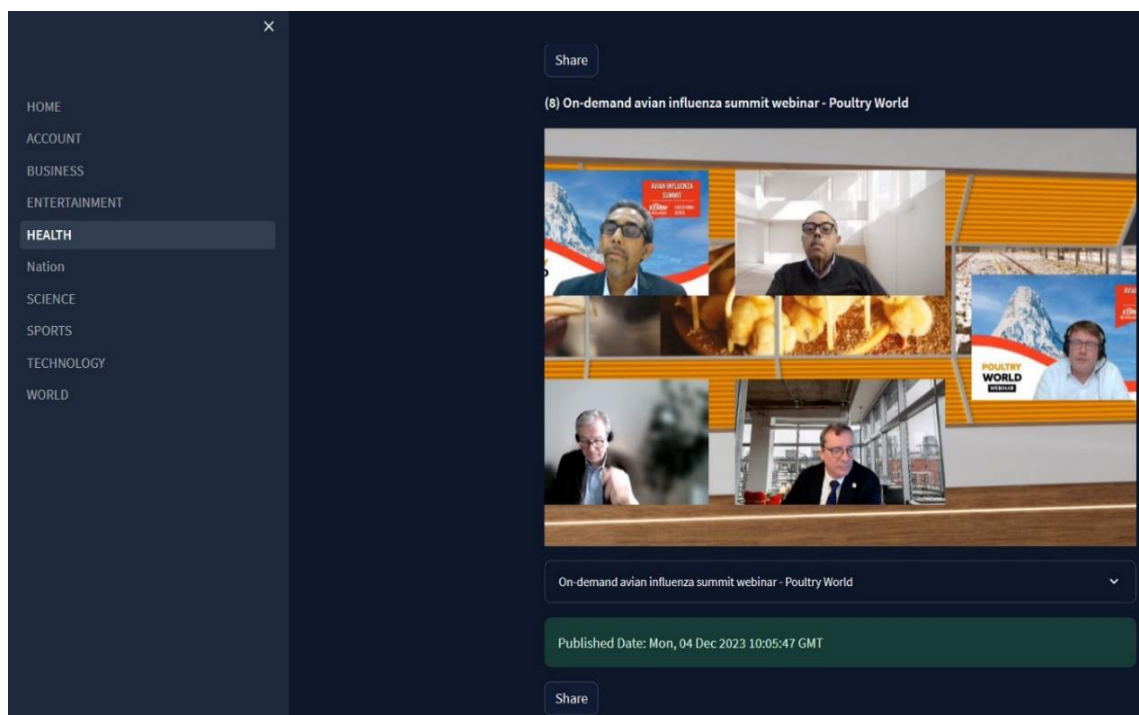 ×
HOME
ACCOUNT
BUSINESS
ENTERTAINMENT
HEALTH
Nation
SCIENCE
SPORTS
TECHNOLOGY
WORLD
Share
(8) On-demand avian influenza summit webinar - Poultry World
AVIAN INFLUENZA
SUMMIT
POULTRY
WORLD
WEBINAR
On-demand avian influenza summit webinar - Poultry World
Published Date: Mon, 04 Dec 2023 10:05:47 GMT
Share